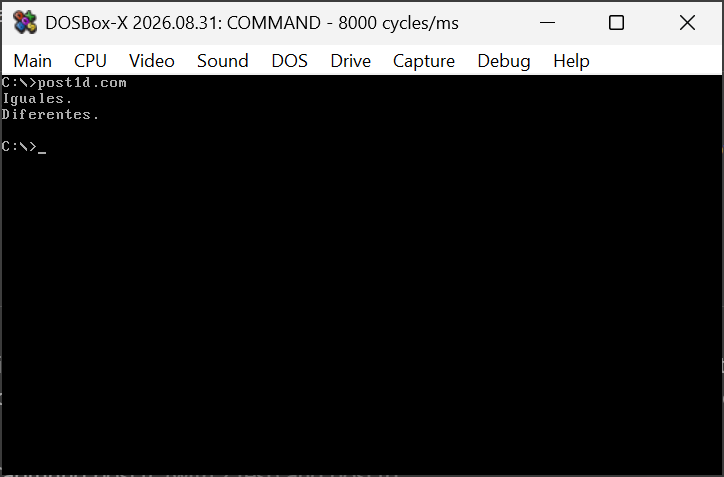 DOSBox-X 2026.08.31: COMMAND - 8000 cycles/ms
Main CPU Video Sound DOS Drive Capture Debug Help
C:\>post1d.com
Iguales.
Diferentes.
C:\>_